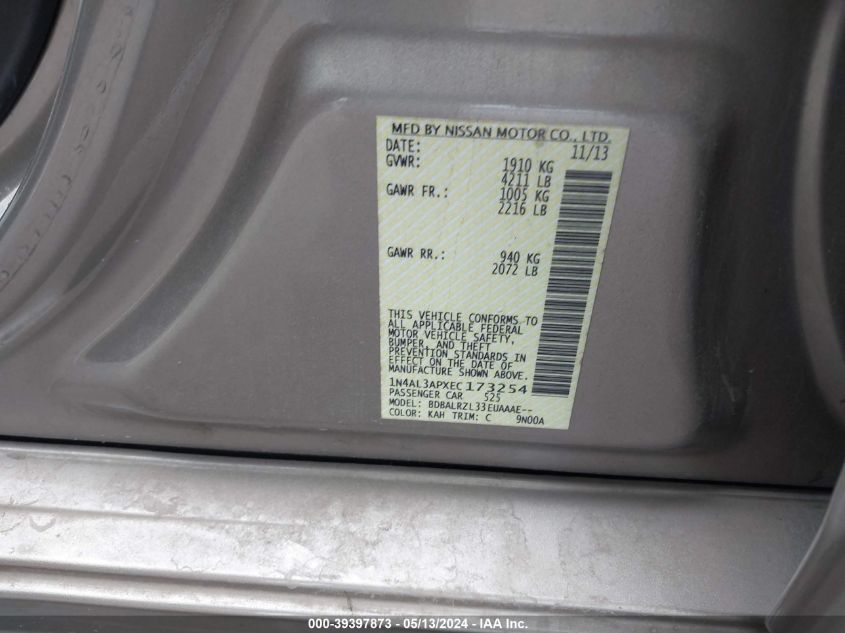 MFD BY NISSAN MOTOR CO., LTD.
DATE: 11/13
GVWR: 1910 KG
4211 LB
GAWR FR.: 1005 KG
2216 LB
GAWR RR.: 940 KG
2072 LB
THIS VEHICLE CONFORMS TO
ALL APPLICABLE FEDERAL
MOTOR VEHICLE SAFETY,
BUMPER, AND THEFT
PREVENTION STANDARDS IN
EFFECT ON THE DATE OF
MANUFACTURE SHOWN ABOVE.
1N4AL3APXEC173254
PASSENGER CAR 525
MODEL: BDBALRZL33EUAAAE--
COLOR: KAH TRIM: C 9N00A
000-39397873 / 05/13/2024 - IAA Inc.